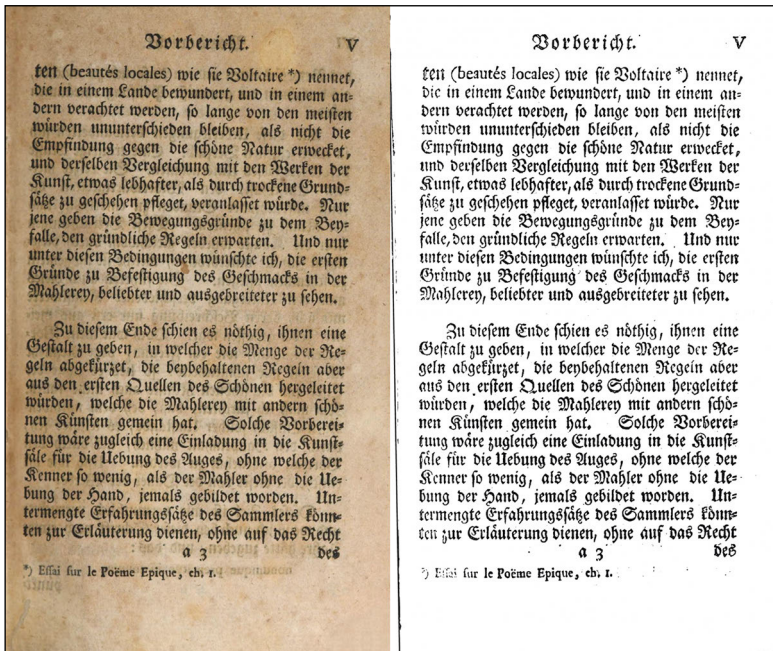 Vorbericht. V
ten (beautés locales) wie sie Voltaire *) nennet,
die in einem Lande bewundert, und in einem an-
dern verachtet werden, so lange von den meisten
würden ununterschieden bleiben, als nicht die
Empfindung gegen die schöne Natur erwecket,
und derselben Vergleichung mit den Werken der
Kunst, etwas lebhafter, als durch trockene Grund-
sätze zu geschehen pfleget, veranlasset würde. Nur
jene geben die Bewegungsgründe zu dem Bey-
falle, den gründliche Regeln erwarten. Und nur
unter diesen Bedingungen wünschte ich, die ersten
Gründe zu Befestigung des Geschmacks in der
Mahlerey, beliebter und ausgebreiteter zu sehen.
Zu diesem Ende schien es nöthig, ihnen eine
Gestalt zu geben, in welcher die Menge der Re-
geln abgekürzet, die beybehaltenen Regeln aber
aus den ersten Quellen des Schönen hergeleitet
würden, welche die Mahlerey mit andern schö-
nen Künsten gemein hat. Solche Vorberei-
tung wäre zugleich eine Einladung in die Kunst-
säle für die Uebung des Auges, ohne welche der
Kenner so wenig, als der Mahler ohne die Ue-
bung der Hand, jemals gebildet worden. Un-
termengte Erfahrungssätze des Sammlers könn-
ten zur Erläuterung dienen, ohne auf das Recht
a 3 des
*) Essai sur le Poëme Epique, ch. 1.
Vorbericht. V
ten (beautés locales) wie sie Voltaire *) nennet,
die in einem Lande bewundert, und in einem an-
dern verachtet werden, so lange von den meisten
würden ununterschieden bleiben, als nicht die
Empfindung gegen die schöne Natur erwecket,
und derselben Vergleichung mit den Werken der
Kunst, etwas lebhafter, als durch trockene Grund-
sätze zu geschehen pfleget, veranlasset würde. Nur
jene geben die Bewegungsgründe zu dem Bey-
falle, den gründliche Regeln erwarten. Und nur
unter diesen Bedingungen wünschte ich, die ersten
Gründe zu Befestigung des Geschmacks in der
Mahlerey, beliebter und ausgebreiteter zu sehen.
Zu diesem Ende schien es nöthig, ihnen eine
Gestalt zu geben, in welcher die Menge der Re-
geln abgekürzet, die beybehaltenen Regeln aber
aus den ersten Quellen des Schönen hergeleitet
würden, welche die Mahlerey mit andern schö-
nen Künsten gemein hat. Solche Vorberei-
tung wäre zugleich eine Einladung in die Kunst-
säle für die Uebung des Auges, ohne welche der
Kenner so wenig, als der Mahler ohne die Ue-
bung der Hand, jemals gebildet worden. Un-
termengte Erfahrungssätze des Sammlers könn-
ten zur Erläuterung dienen, ohne auf das Recht
a 3 des
*) Essai sur le Poëme Epique, ch. 1.